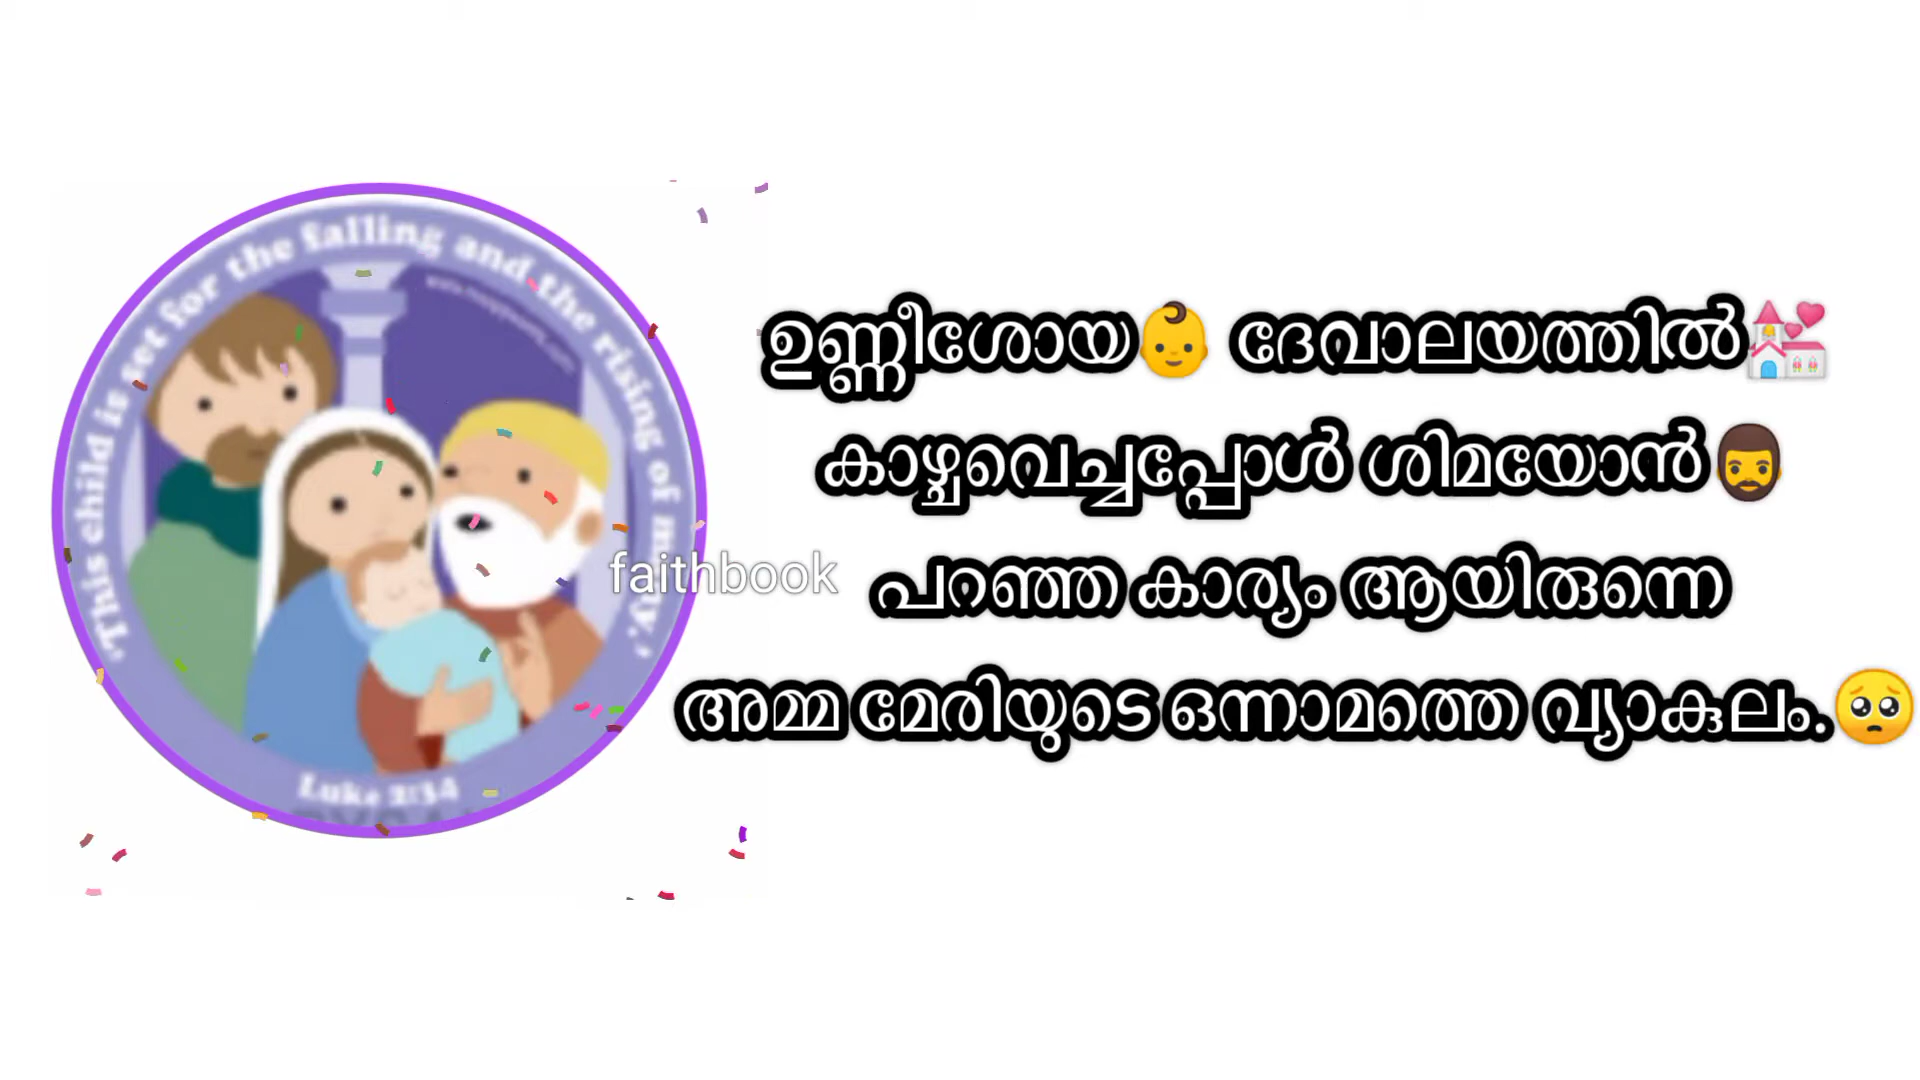 'This child is set for the falling and the rising of many.'
Luke 2:34
faithbook
ഉണ്ണീശോയ👶 ദേവാലയത്തിൽ💒
കാഴ്ചവെച്ചപ്പോൾ ശിമയോൻ🧔‍♂️
പറഞ്ഞ കാര്യം ആയിരുന്നെ
അമ്മ മേരിയുടെ ഒന്നാമത്തെ വ്യാകുലം.🥺